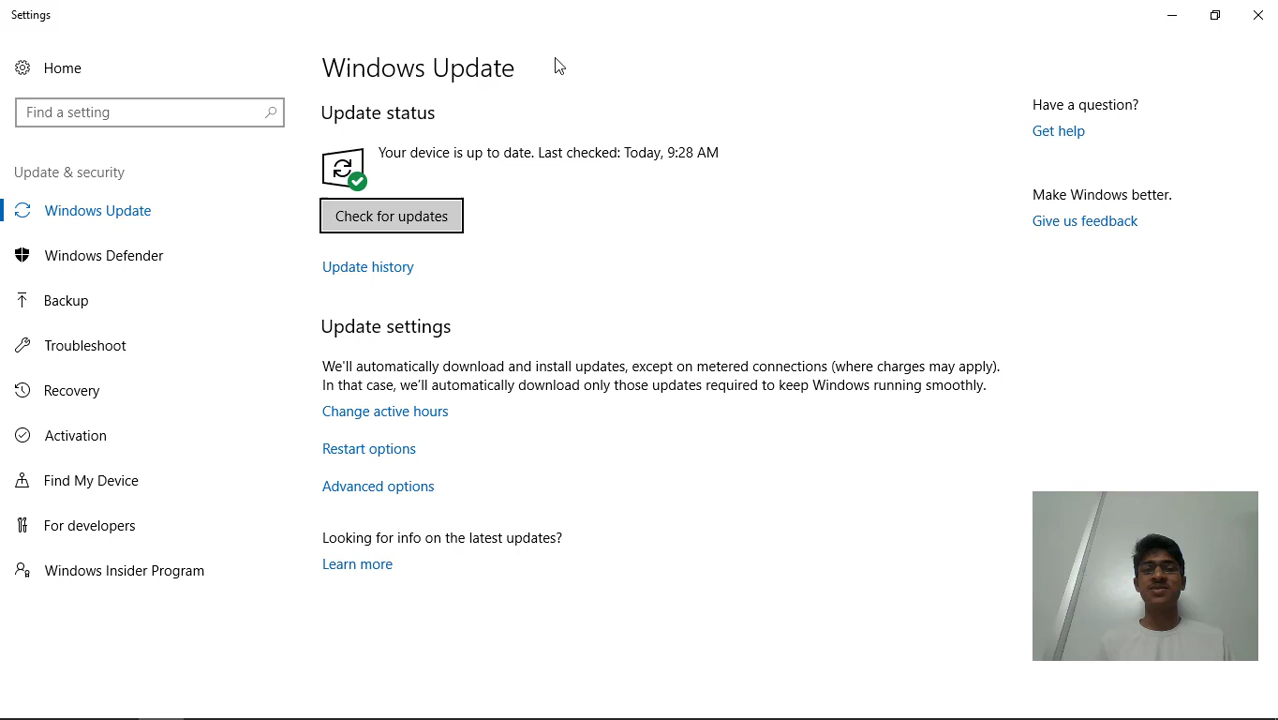 Settings
Home
Find a setting
Update & security
Windows Update
Windows Defender
Backup
Troubleshoot
Recovery
Activation
Find My Device
For developers
Windows Insider Program
Windows Update
Update status
Your device is up to date. Last checked: Today, 9:28 AM
Check for updates
Update history
Update settings
We'll automatically download and install updates, except on metered connections (where charges may apply).
In that case, we'll automatically download only those updates required to keep Windows running smoothly.
Change active hours
Restart options
Advanced options
Looking for info on the latest updates?
Learn more
Have a question?
Get help
Make Windows better.
Give us feedback